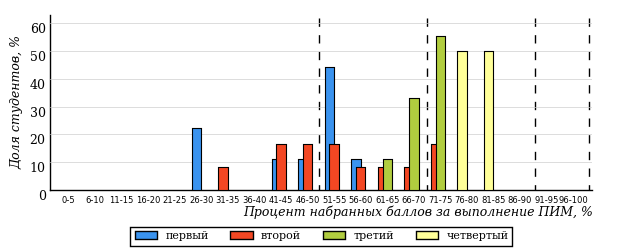 Доля студентов, %
60
50
40
30
20
10
0
0-5 6-10 11-15 16-20 21-25 26-30 31-35 36-40 41-45 46-50 51-55 56-60 61-65 66-70 71-75 76-80 81-85 86-90 91-95 96-100
Процент набранных баллов за выполнение ПИМ, %
первый второй третий четвертый